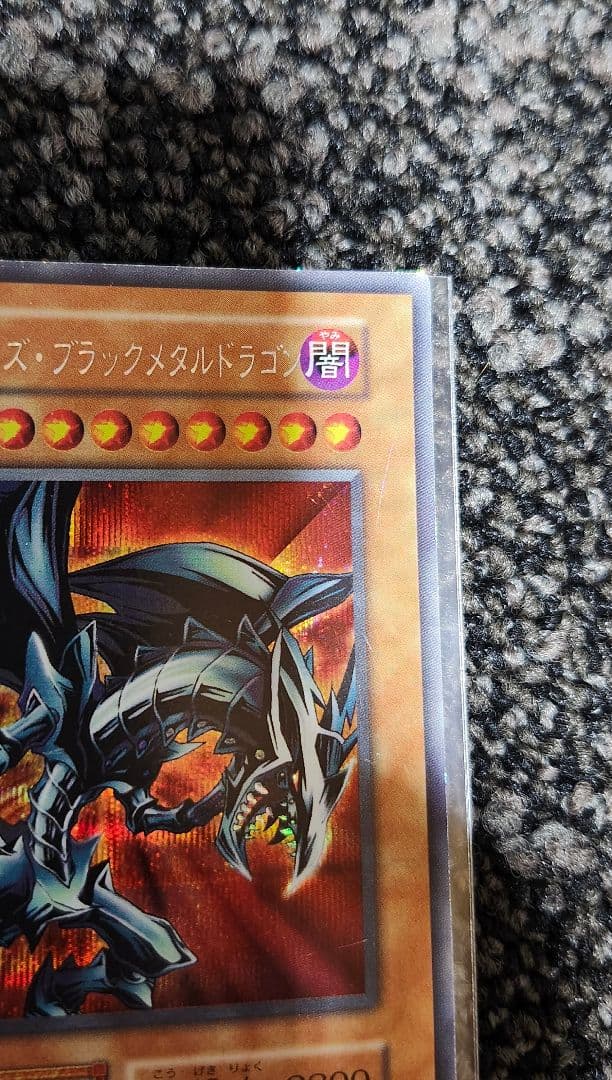 やみ
ズ・ブラックメタルドラゴン 闇
こう げき りょく
2800